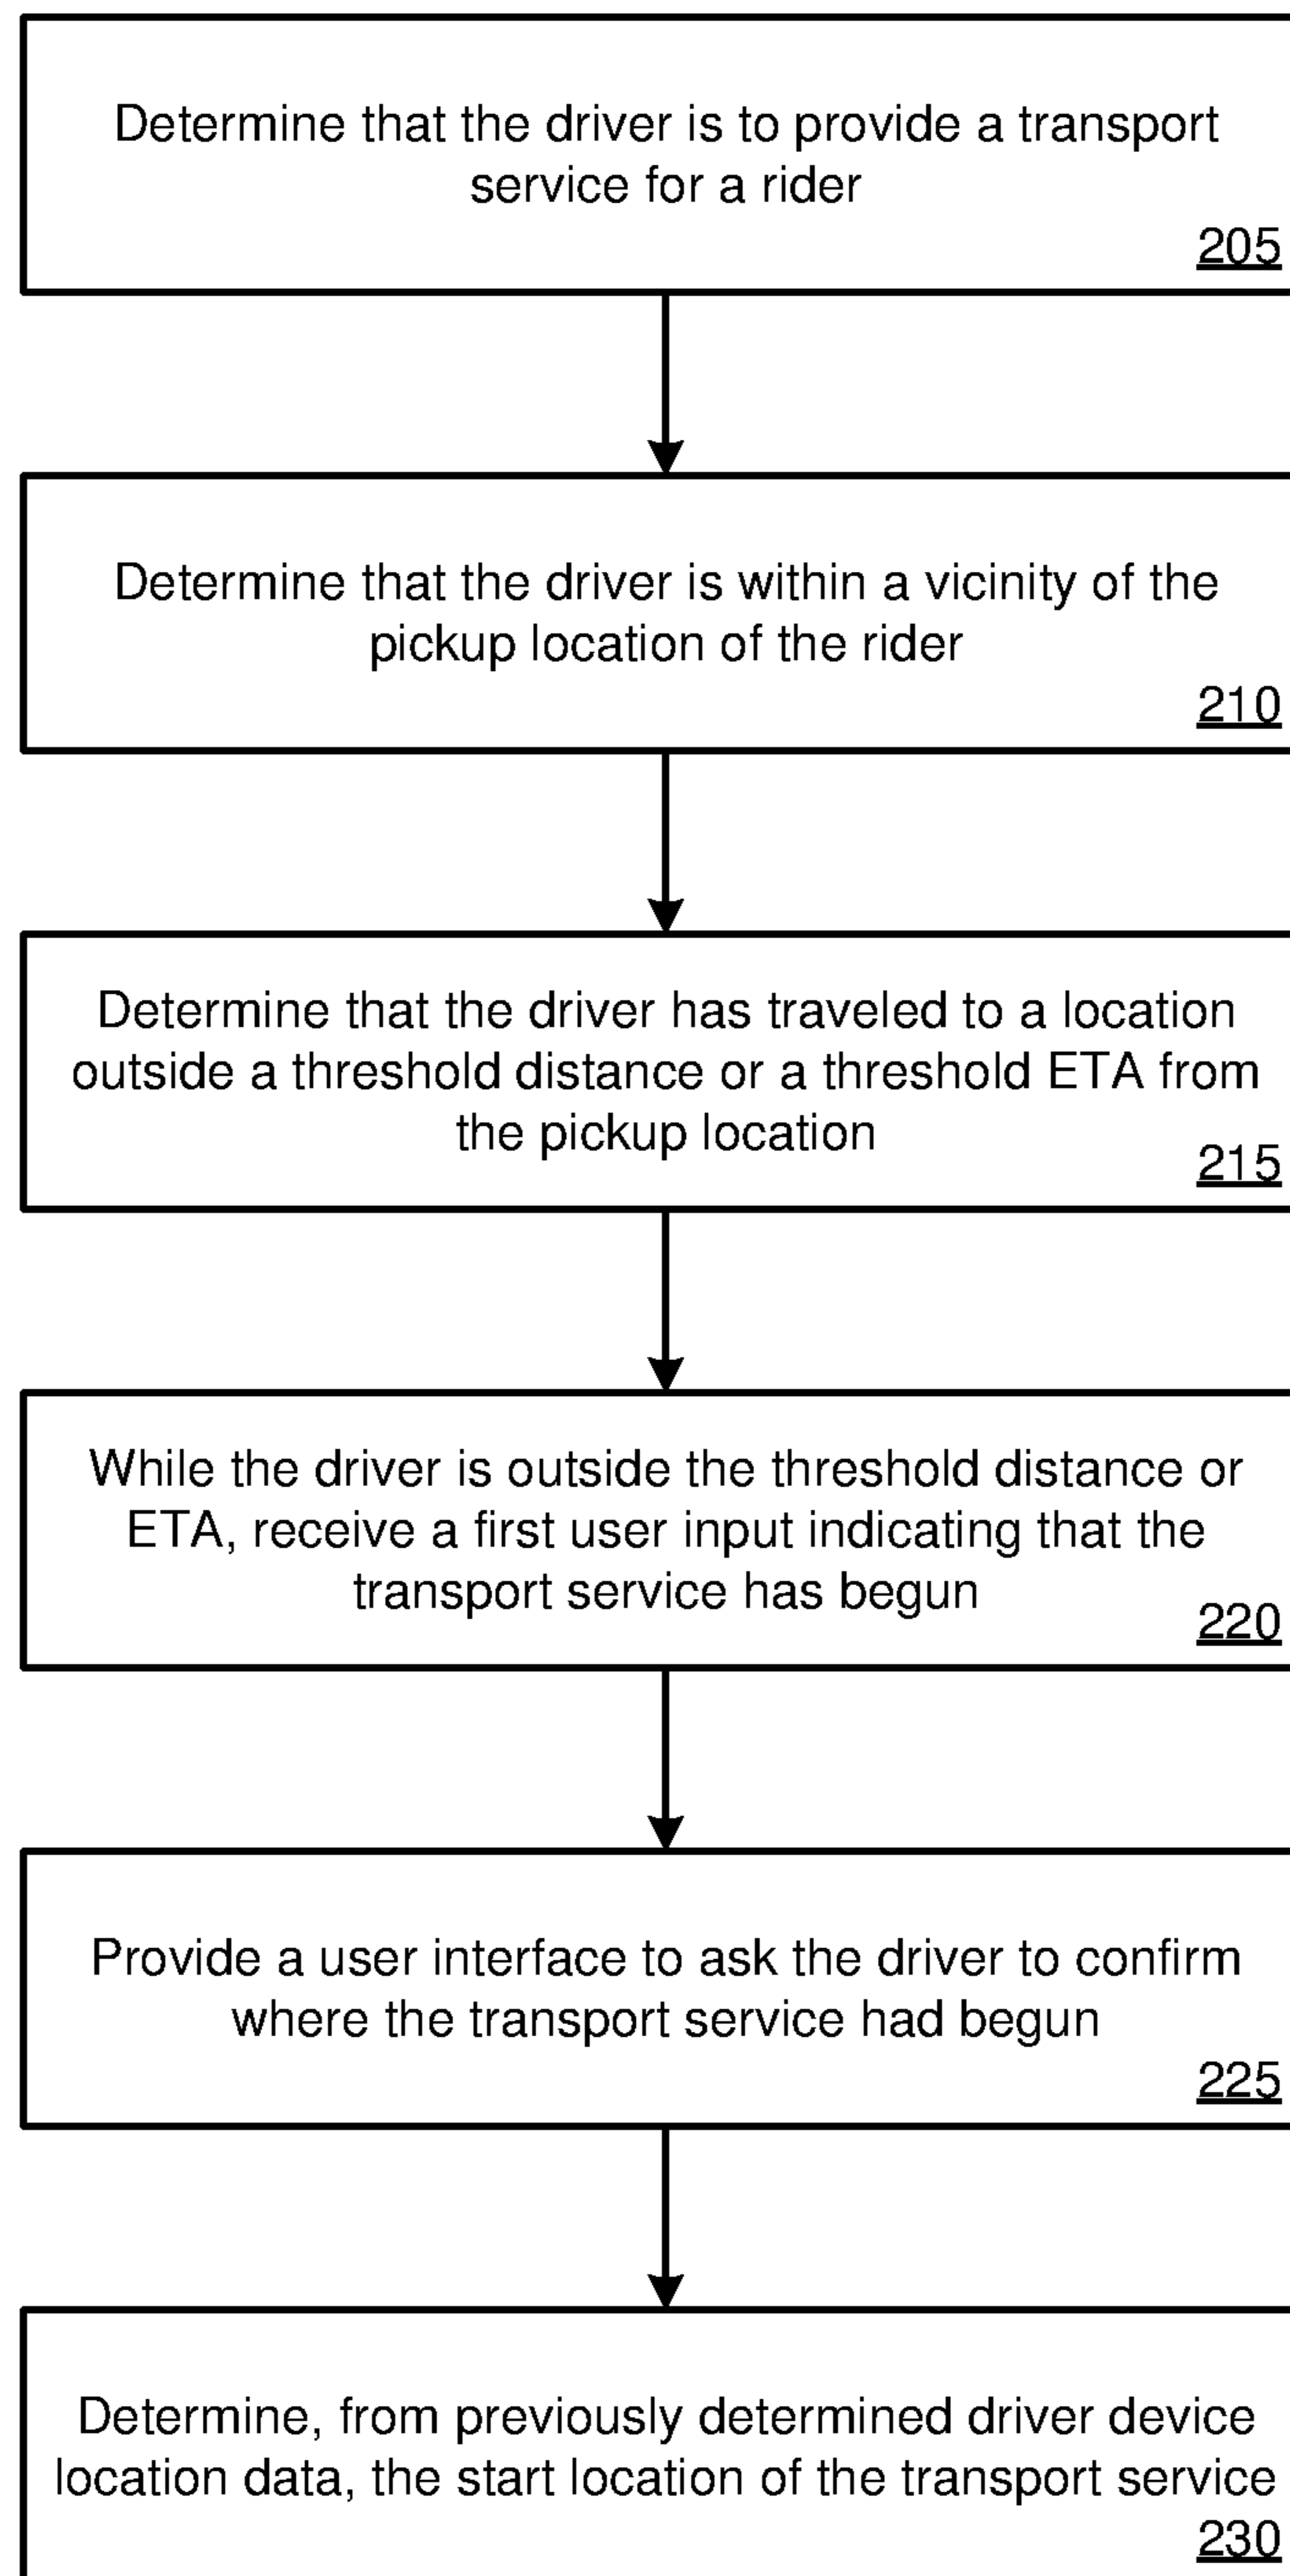 Determine that the driver is to provide a transport
service for a rider
205
Determine that the driver is within a vicinity of the
pickup location of the rider
210
Determine that the driver has traveled to a location
outside a threshold distance or a threshold ETA from
the pickup location
215
While the driver is outside the threshold distance or
ETA, receive a first user input indicating that the
transport service has begun
220
Provide a user interface to ask the driver to confirm
where the transport service had begun
225
Determine, from previously determined driver device
location data, the start location of the transport service
230